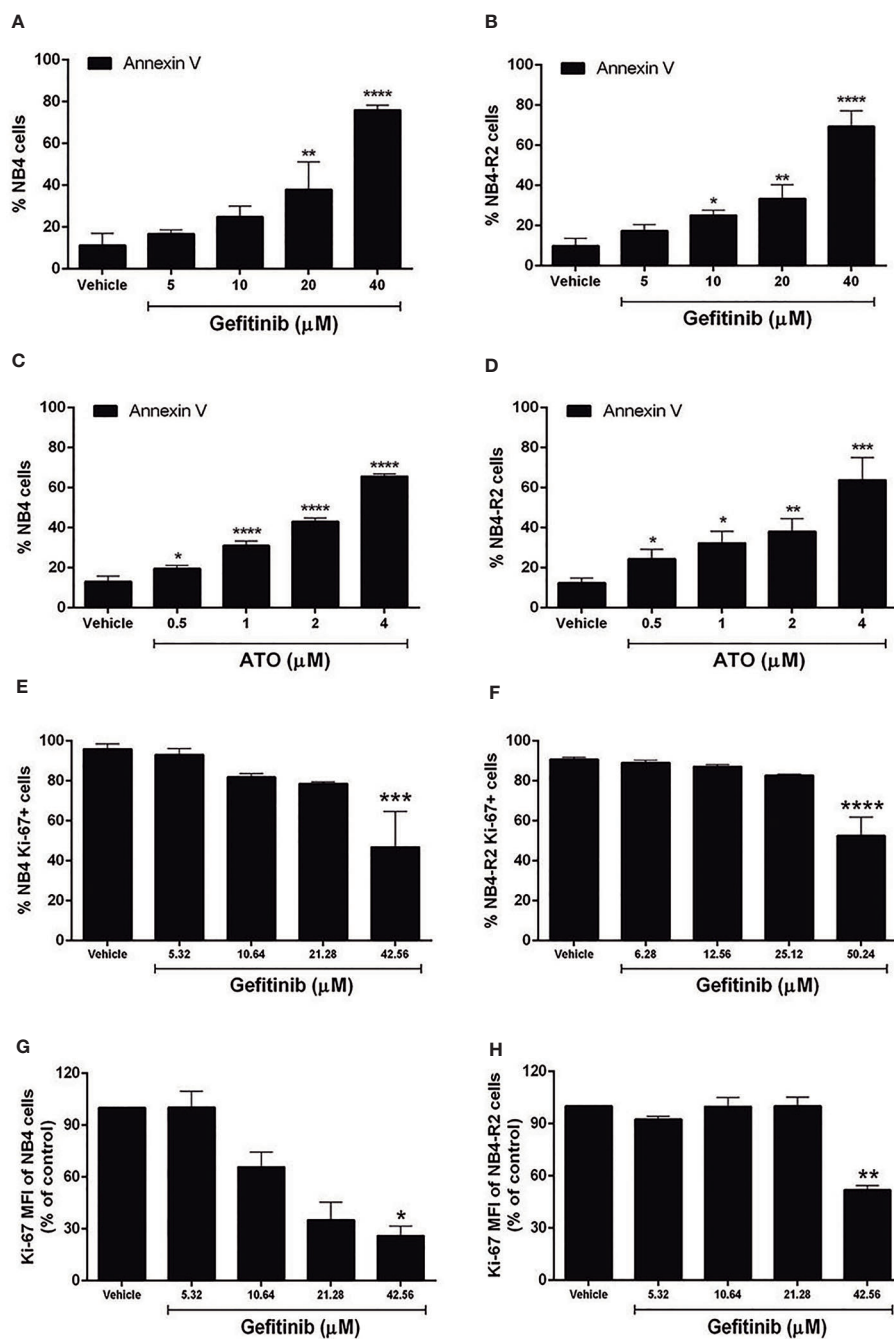 A
% NB4 cells
100
80
60
40
20
0
Annexin V
**
****
Vehicle 5 10 20 40
Gefitinib (μM)
B
% NB4-R2 cells
100
80
60
40
20
0
Annexin V
*
**
****
Vehicle 5 10 20 40
Gefitinib (μM)
C
% NB4 cells
100
80
60
40
20
0
Annexin V
*
****
****
****
Vehicle 0.5 1 2 4
ATO (μM)
D
% NB4-R2 cells
100
80
60
40
20
0
Annexin V
*
*
**
***
Vehicle 0.5 1 2 4
ATO (μM)
E
% NB4 Ki-67+ cells
100
80
60
40
20
0
***
Vehicle 5.32 10.64 21.28 42.56
Gefitinib (μM)
F
% NB4-R2 Ki-67+ cells
100
80
60
40
20
0
****
Vehicle 6.28 12.56 25.12 50.24
Gefitinib (μM)
G
Ki-67 MFI of NB4 cells
(% of control)
120
90
60
30
0
*
Vehicle 5.32 10.64 21.28 42.56
Gefitinib (μM)
H
Ki-67 MFI of NB4-R2 cells
(% of control)
120
90
60
30
0
**
Vehicle 5.32 10.64 21.28 42.56
Gefitinib (μM)